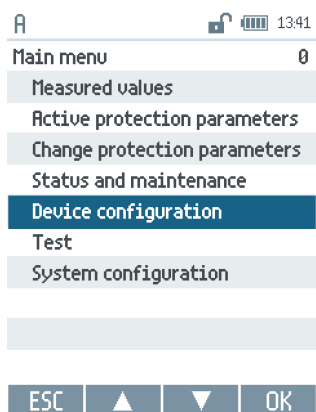 A 13:41
Main menu 0
Measured values
Active protection parameters
Change protection parameters
Status and maintenance
Device configuration
Test
System configuration
ESC OK